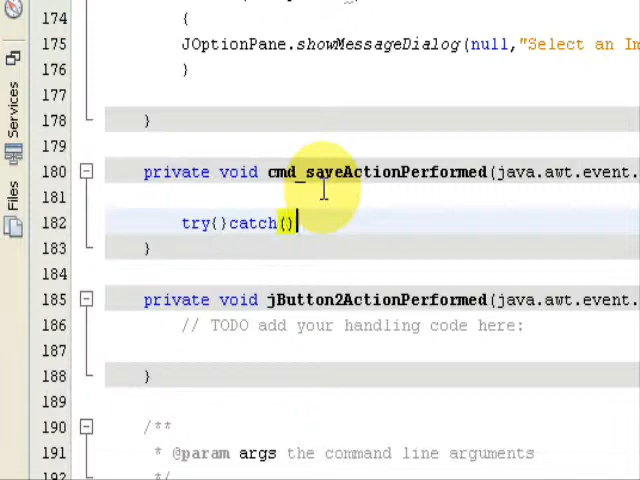 174 {
175 JOptionPane.showMessageDialog(null,"Select an Im
176 }
177
178 }
179
180 private void cmd_saveActionPerformed(java.awt.event.
181
182 try{}catch()
183 }
184
185 private void jButton2ActionPerformed(java.awt.event.
186 // TODO add your handling code here:
187
188 }
189
190 /**
191 * @param args the command line arguments
192 */
Services
Files